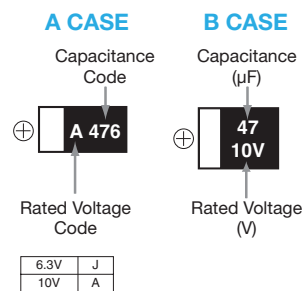 A CASE
Capacitance
Code
A 476
Rated Voltage
Code
6.3V J
10V A
B CASE
Capacitance
(µF)
47
10V
Rated Voltage
(V)